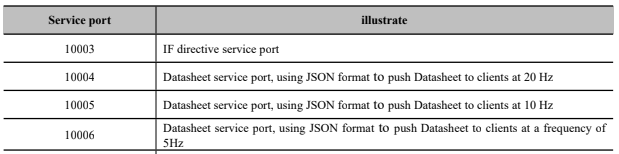 Service port illustrate
10003 IF directive service port
10004 Datasheet service port, using JSON format to push Datasheet to clients at 20 Hz
10005 Datasheet service port, using JSON format to push Datasheet to clients at 10 Hz
10006 Datasheet service port, using JSON format to push Datasheet to clients at a frequency of
5Hz